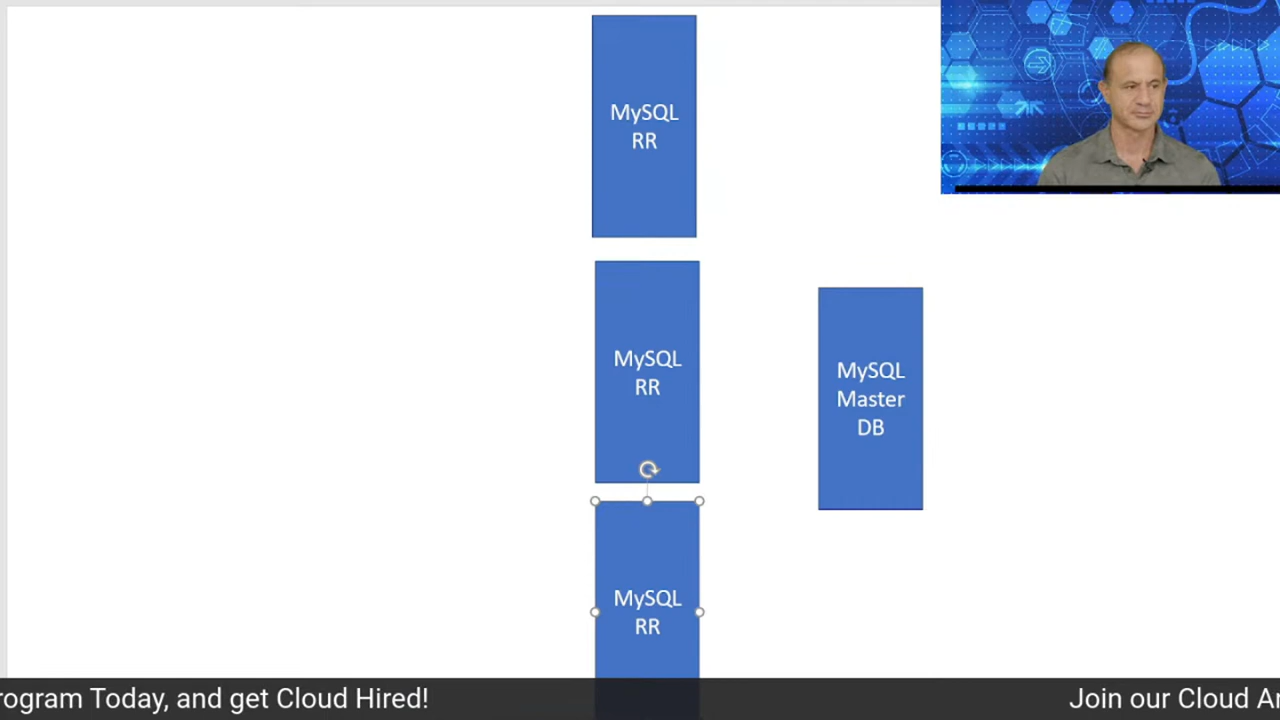 MySQL
RR
MySQL
RR
MySQL
Master
DB
MySQL
RR
rogram Today, and get Cloud Hired!
Join our Cloud Ar